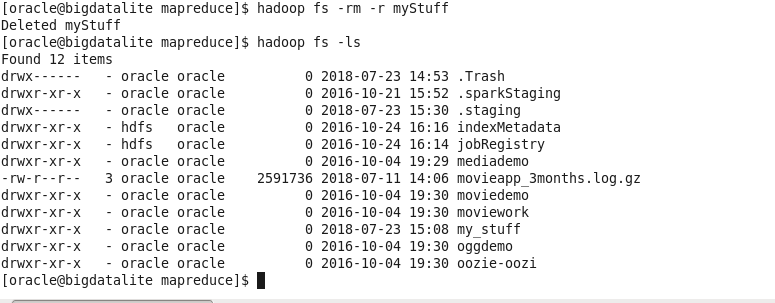 [oracle@bigdatalite mapreduce]$ hadoop fs -rm -r myStuff
Deleted myStuff
[oracle@bigdatalite mapreduce]$ hadoop fs -ls
Found 12 items
drwx------   - oracle oracle          0 2018-07-23 14:53 .Trash
drwxr-xr-x   - oracle oracle          0 2016-10-21 15:52 .sparkStaging
drwx------   - oracle oracle          0 2018-07-23 15:30 .staging
drwxr-xr-x   - hdfs   oracle          0 2016-10-24 16:16 indexMetadata
drwxr-xr-x   - hdfs   oracle          0 2016-10-24 16:14 jobRegistry
drwxr-xr-x   - oracle oracle          0 2016-10-04 19:29 mediademo
-rw-r--r--   3 oracle oracle    2591736 2018-07-11 14:06 movieapp_3months.log.gz
drwxr-xr-x   - oracle oracle          0 2016-10-04 19:30 moviedemo
drwxr-xr-x   - oracle oracle          0 2016-10-04 19:30 moviework
drwxr-xr-x   - oracle oracle          0 2018-07-23 15:08 my_stuff
drwxr-xr-x   - oracle oracle          0 2016-10-04 19:30 oggdemo
drwxr-xr-x   - oracle oracle          0 2016-10-04 19:30 oozie-oozi
[oracle@bigdatalite mapreduce]$